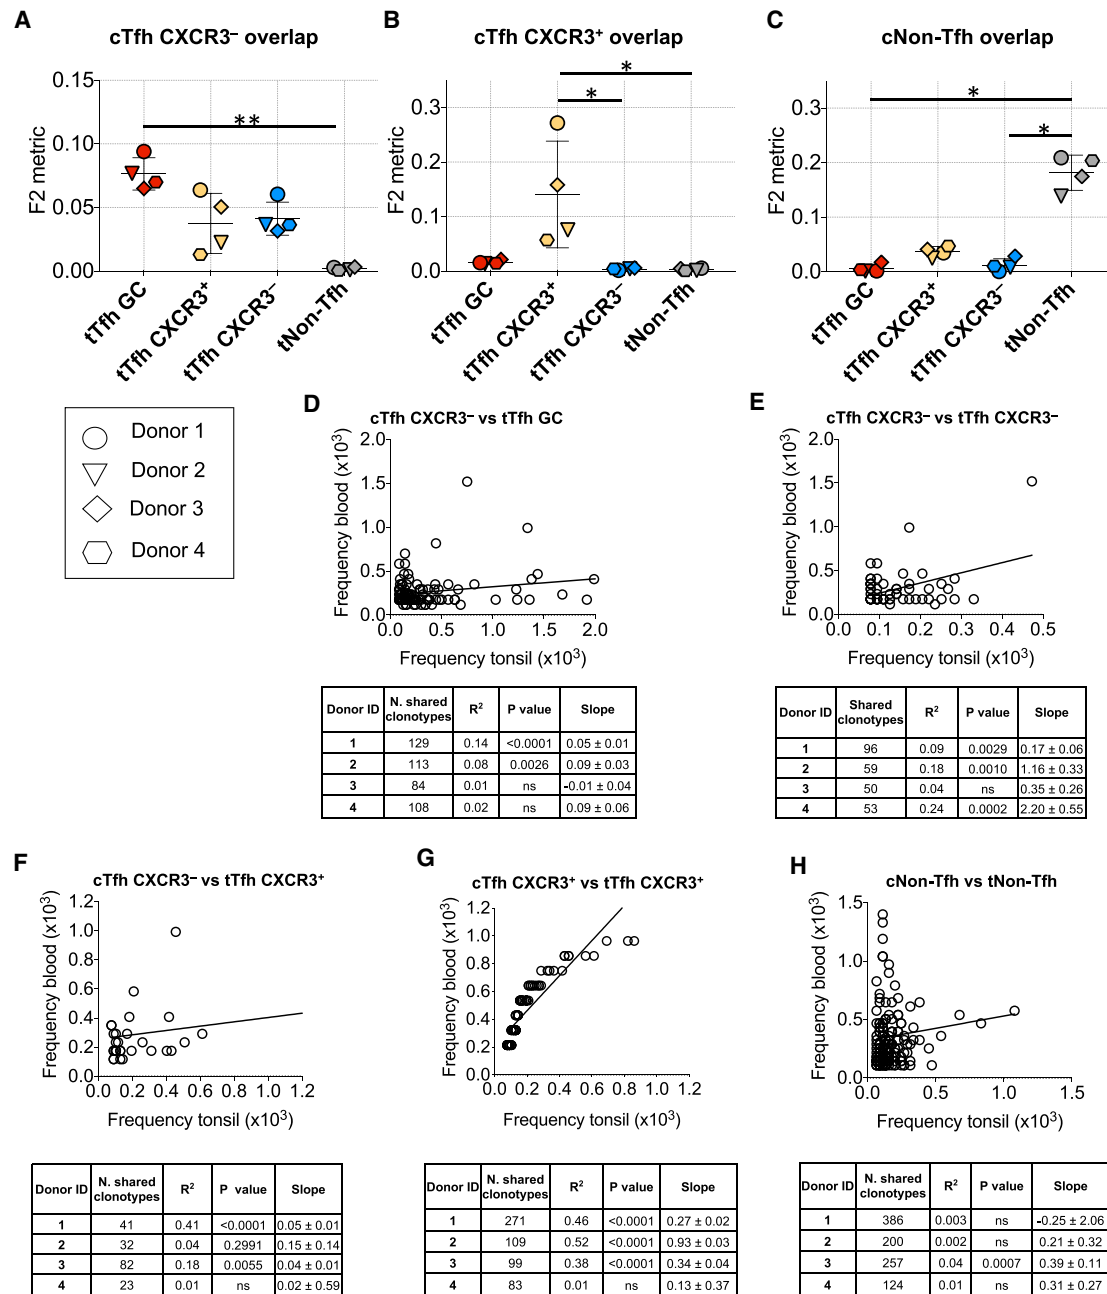 A
cTfh CXCR3– overlap
F2 metric
0.15
0.10
0.05
0.00
**
tTfh GC
tTfh CXCR3+
tTfh CXCR3–
tNon-Tfh
B
cTfh CXCR3+ overlap
F2 metric
0.3
0.2
0.1
0.0
*
*
tTfh GC
tTfh CXCR3+
tTfh CXCR3–
tNon-Tfh
C
cNon-Tfh overlap
F2 metric
0.3
0.2
0.1
0.0
*
*
tTfh GC
tTfh CXCR3+
tTfh CXCR3–
tNon-Tfh
Donor 1
Donor 2
Donor 3
Donor 4
D
cTfh CXCR3– vs tTfh GC
Frequency blood (x10³)
2.0
1.5
1.0
0.5
0.0
0.0 0.5 1.0 1.5 2.0
Frequency tonsil (x10³)
Donor ID N. shared clonotypes R² P value Slope
1 129 0.14 <0.0001 0.05 ± 0.01
2 113 0.08 0.0026 0.09 ± 0.03
3 84 0.01 ns -0.01 ± 0.04
4 108 0.02 ns 0.09 ± 0.06
E
cTfh CXCR3– vs tTfh CXCR3–
Frequency blood (x10³)
2.0
1.5
1.0
0.5
0.0
0.0 0.1 0.2 0.3 0.4 0.5
Frequency tonsil (x10³)
Donor ID Shared clonotypes R² P value Slope
1 96 0.09 0.0029 0.17 ± 0.06
2 59 0.18 0.0010 1.16 ± 0.33
3 50 0.04 ns 0.35 ± 0.26
4 53 0.24 0.0002 2.20 ± 0.55
F
cTfh CXCR3– vs tTfh CXCR3+
Frequency blood (x10³)
1.2
1.0
0.8
0.6
0.4
0.2
0.0
0.0 0.2 0.4 0.6 0.8 1.0 1.2
Frequency tonsil (x10³)
Donor ID N. shared clonotypes R² P value Slope
1 41 0.41 <0.0001 0.05 ± 0.01
2 32 0.04 0.2991 0.15 ± 0.14
3 82 0.18 0.0055 0.04 ± 0.01
4 23 0.01 ns 0.02 ± 0.59
G
cTfh CXCR3+ vs tTfh CXCR3+
Frequency blood (x10³)
1.2
1.0
0.8
0.6
0.4
0.2
0.0
0.0 0.2 0.4 0.6 0.8 1.0 1.2
Frequency tonsil (x10³)
Donor ID N. shared clonotypes R² P value Slope
1 271 0.46 <0.0001 0.27 ± 0.02
2 109 0.52 <0.0001 0.93 ± 0.03
3 99 0.38 <0.0001 0.34 ± 0.04
4 83 0.01 ns 0.13 ± 0.37
H
cNon-Tfh vs tNon-Tfh
Frequency blood (x10³)
1.5
1.0
0.5
0.0
0.0 0.5 1.0 1.5
Frequency tonsil (x10³)
Donor ID N. shared clonotypes R² P value Slope
1 386 0.003 ns -0.25 ± 2.06
2 200 0.002 ns 0.21 ± 0.32
3 257 0.04 0.0007 0.39 ± 0.11
4 124 0.01 ns 0.31 ± 0.27